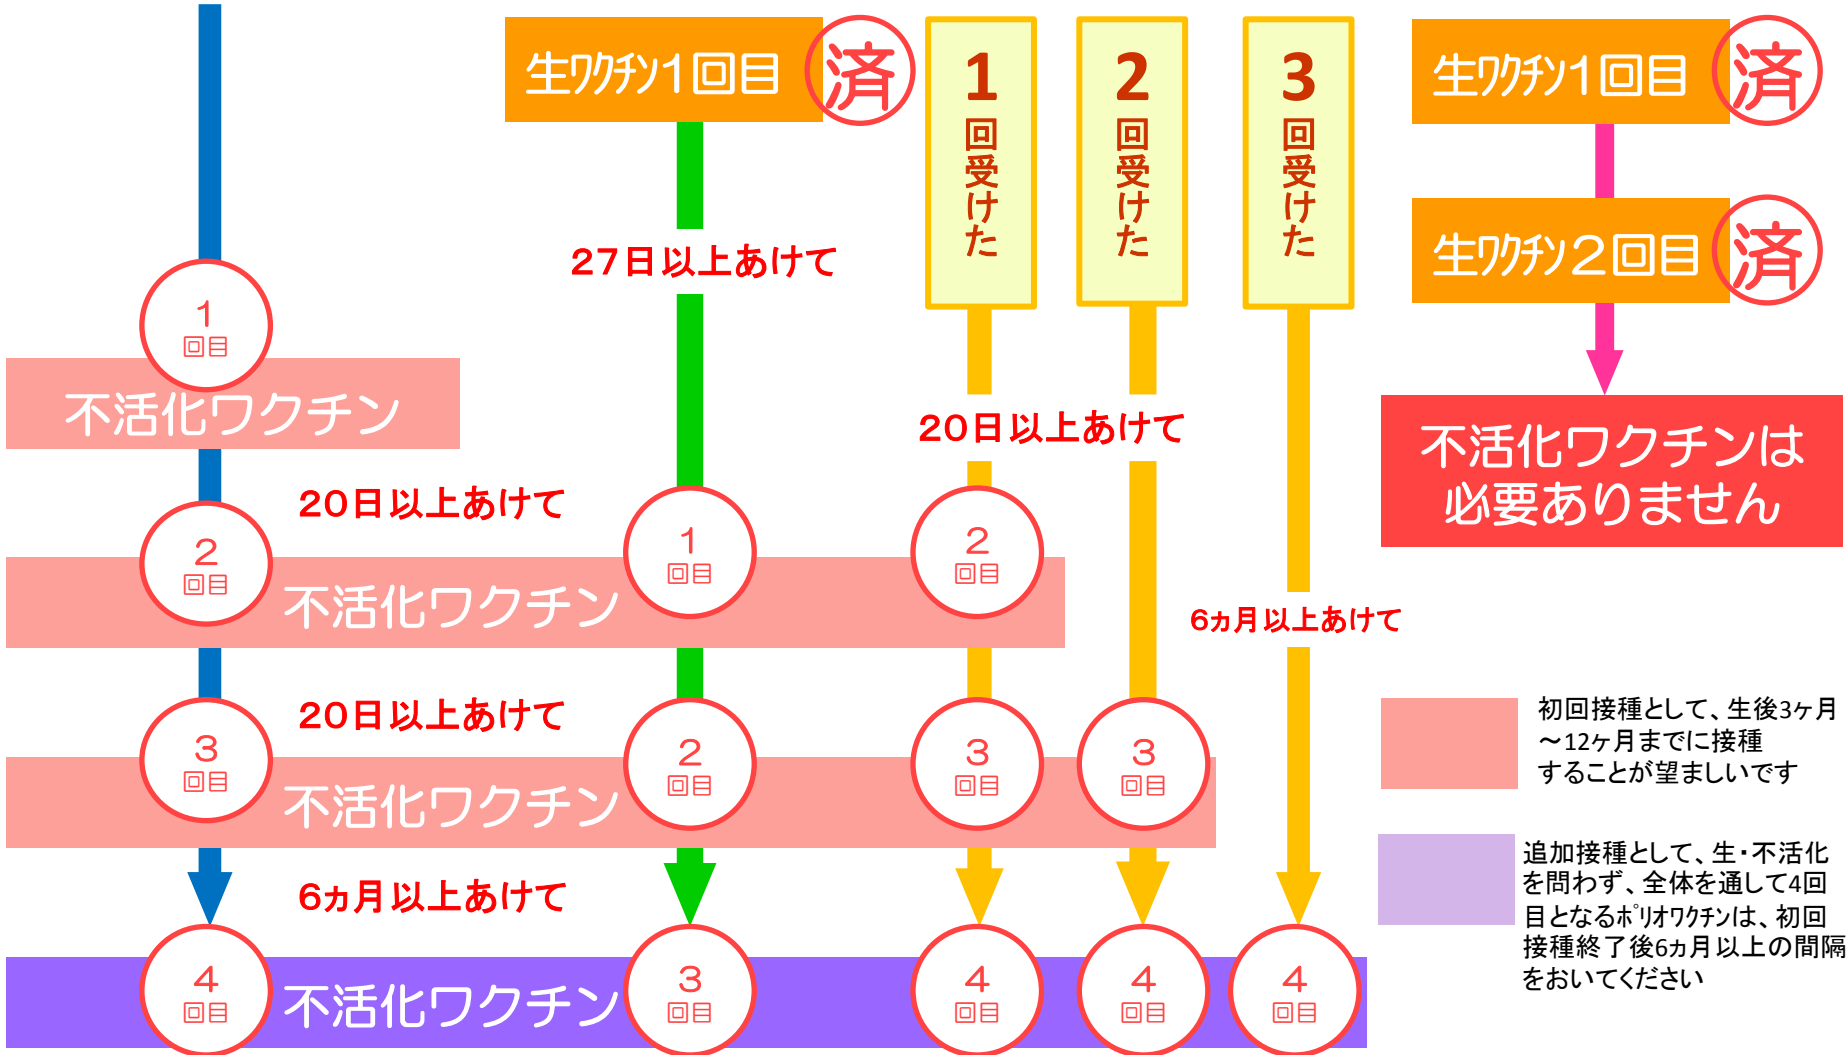 生ワクチン1回目
済
1回受けた
2回受けた
3回受けた
生ワクチン1回目
済
生ワクチン2回目
済
27日以上あけて
1
回目
不活化ワクチン
20日以上あけて
不活化ワクチンは
必要ありません
20日以上あけて
2
回目
1
回目
2
回目
不活化ワクチン
6ヵ月以上あけて
20日以上あけて
3
回目
2
回目
3
回目
3
回目
不活化ワクチン
6ヵ月以上あけて
4
回目
不活化ワクチン
3
回目
4
回目
4
回目
4
回目
初回接種として、生後3ヶ月
～12ヶ月までに接種
することが望ましいです
追加接種として、生・不活化
を問わず、全体を通して4回
目となるポリオワクチンは、初回
接種終了後6ヵ月以上の間隔
をおいてください